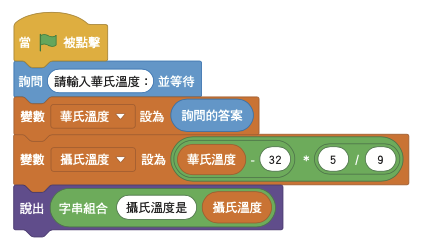 當 被點擊
詢問 請輸入華氏溫度： 並等待
變數 華氏溫度 設為 詢問的答案
變數 攝氏溫度 設為 華氏溫度 - 32 * 5 / 9
說出 字串組合 攝氏溫度是 攝氏溫度